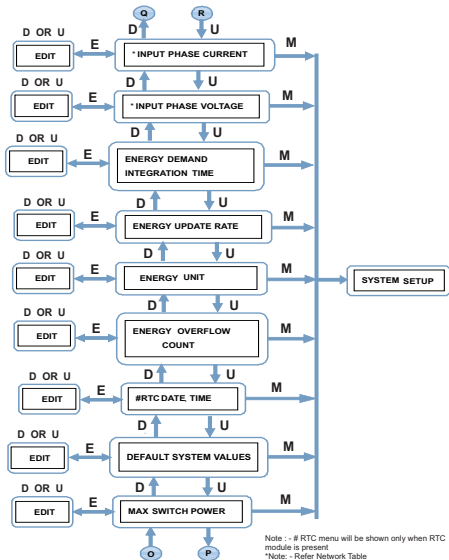 Q R
D U
D OR U
EDIT E * INPUT PHASE CURRENT M
D U
D OR U
EDIT E * INPUT PHASE VOLTAGE M
D U
D OR U
EDIT E ENERGY DEMAND
INTEGRATION TIME M
D U
D OR U
EDIT E ENERGY UPDATE RATE M
D U
D OR U
EDIT E ENERGY UNIT M SYSTEM SETUP
D U
D OR U
EDIT E ENERGY OVERFLOW
COUNT M
D U
D OR U
EDIT E #RTC DATE, TIME M
D U
D OR U
EDIT E DEFAULT SYSTEM VALUES M
D U
D OR U
EDIT E MAX SWITCH POWER M
O P
Note : - # RTC menu will be shown only when RTC
module is present
*Note: - Refer Network Table